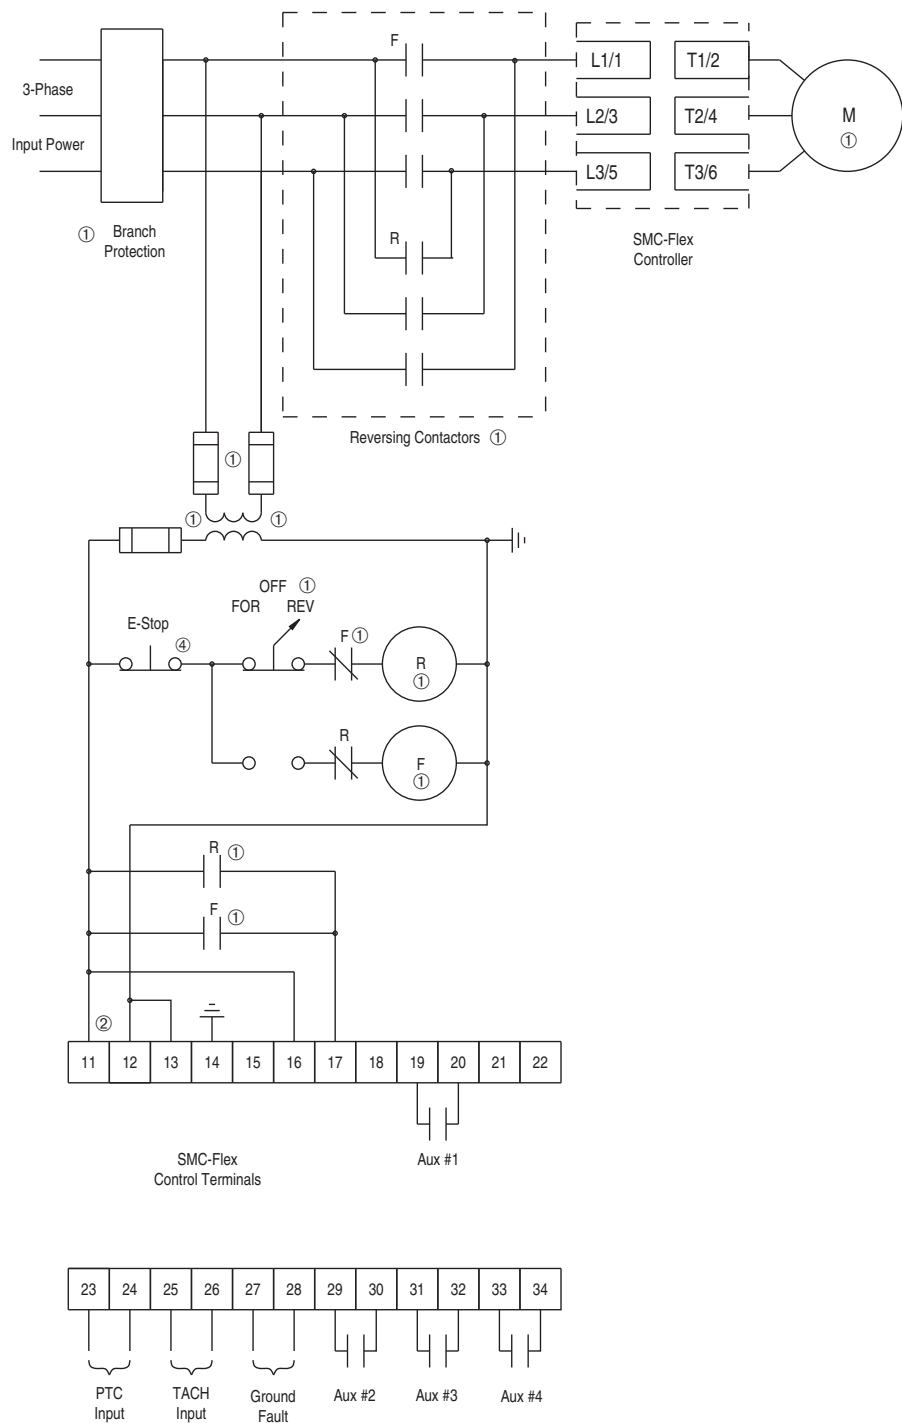 F
3-Phase
Input Power
L1/1
T1/2
L2/3
T2/4
L3/5
T3/6
M
①
① Branch
Protection
R
SMC-Flex
Controller
Reversing Contactors ①
①
① ①
OFF ①
FOR REV
E-Stop
④
F ①
R
①
R
F
①
R ①
F ①
②
11 12 13 14 15 16 17 18 19 20 21 22
SMC-Flex
Control Terminals
Aux #1
23 24 25 26 27 28 29 30 31 32 33 34
PTC
Input
TACH
Input
Ground
Fault
Aux #2
Aux #3
Aux #4